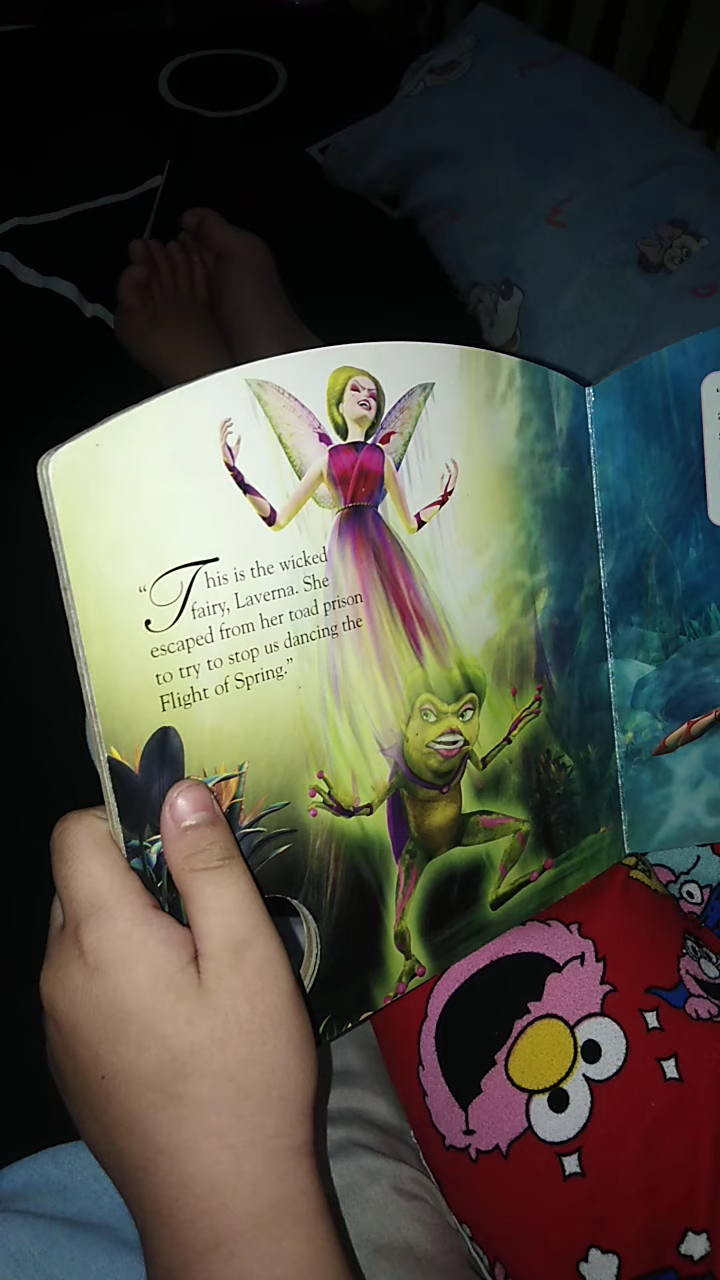 “This is the wicked
fairy, Laverna. She
escaped from her toad prison
to try to stop us dancing the
Flight of Spring.”